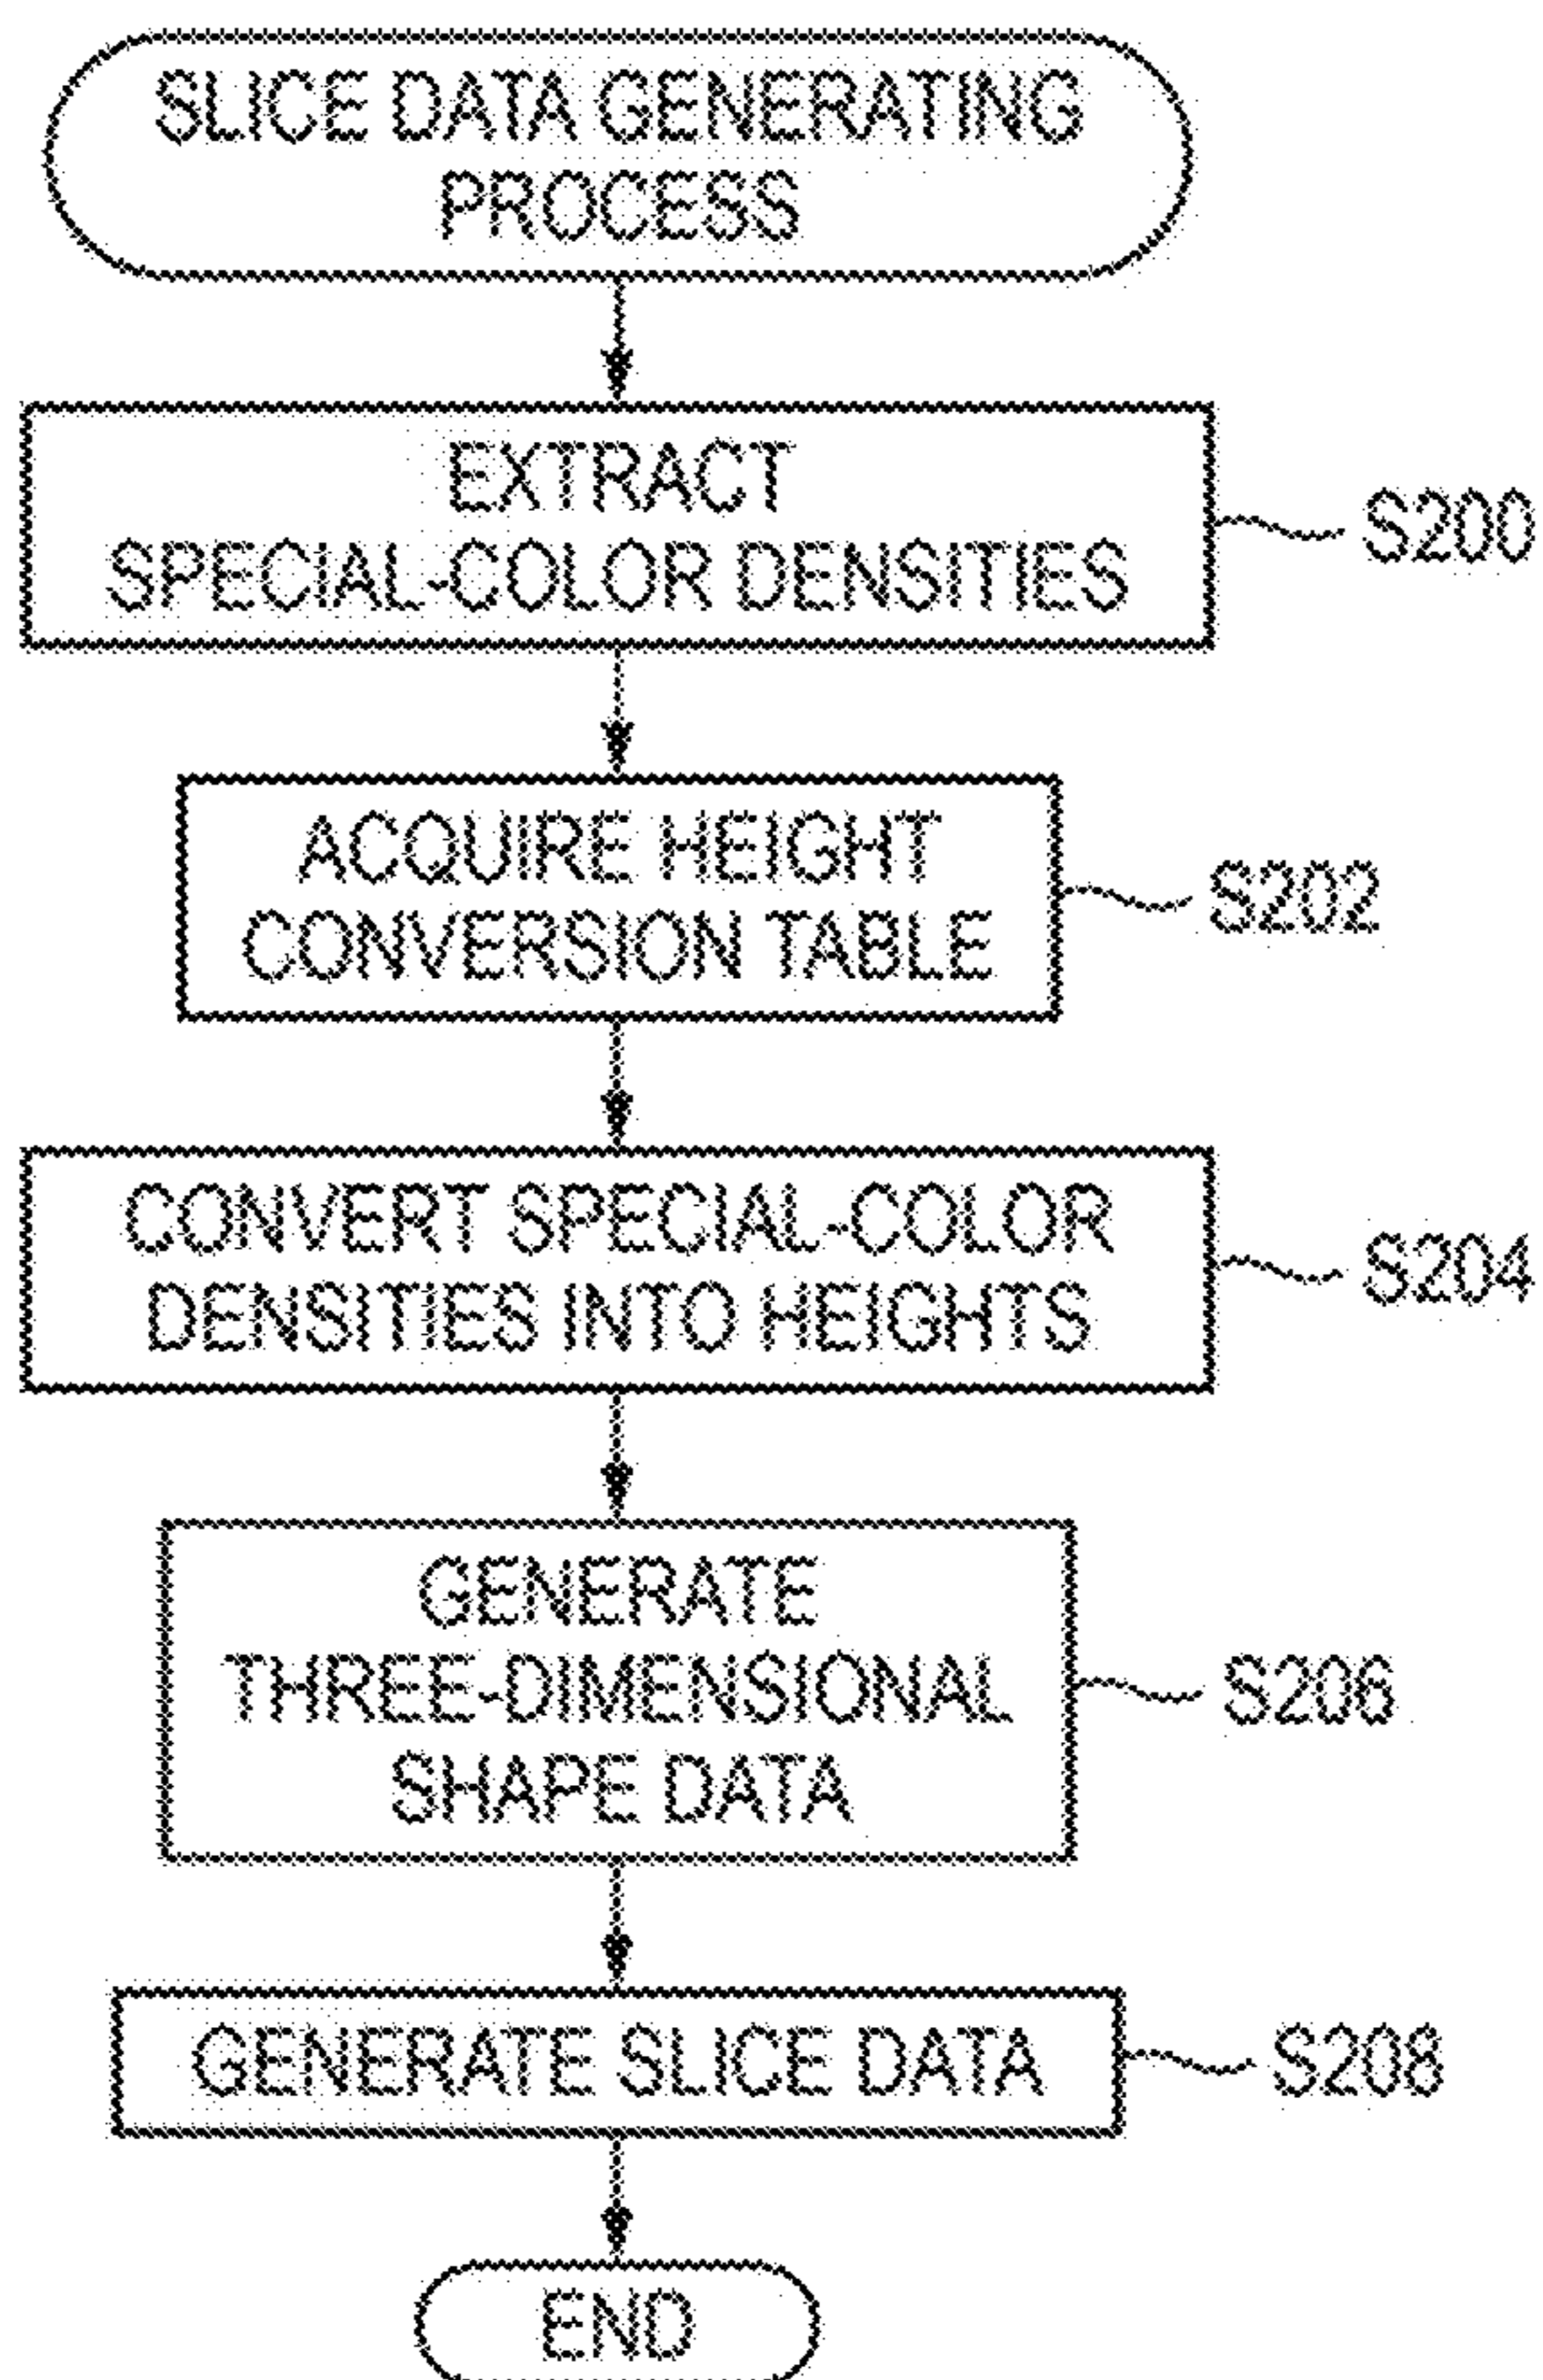 SLICE DATA GENERATING
PROCESS
EXTRACT
SPECIAL-COLOR DENSITIES
S200
ACQUIRE HEIGHT
CONVERSION TABLE
S202
CONVERT SPECIAL-COLOR
DENSITIES INTO HEIGHTS
S204
GENERATE
THREE-DIMENSIONAL
SHAPE DATA
S206
GENERATE SLICE DATA
S208
END